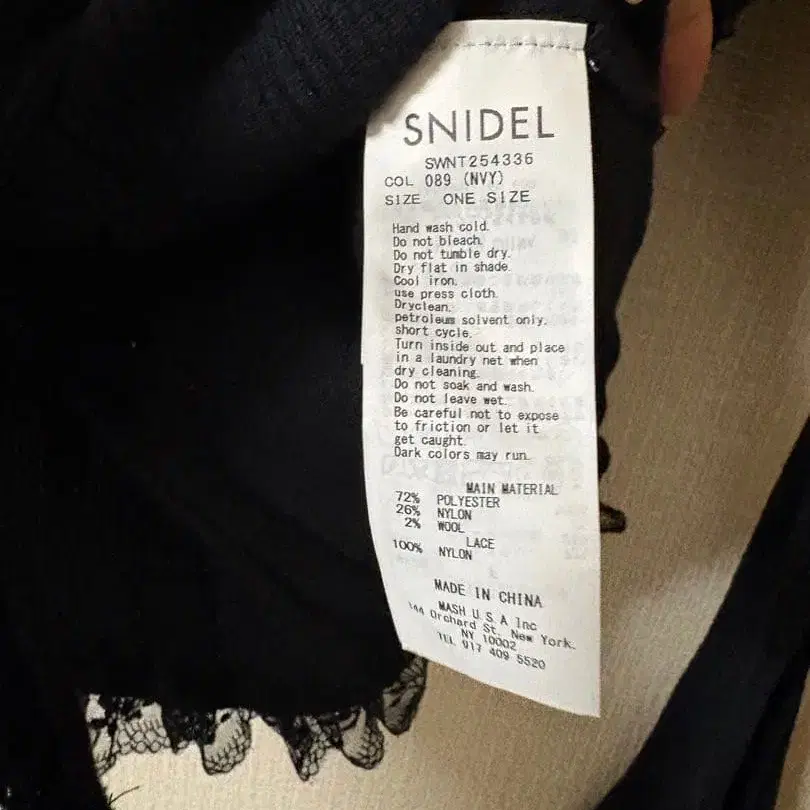 SNIDEL
SWNT254336
COL 089 (NVY)
SIZE ONE SIZE
Hand wash cold.
Do not bleach.
Do not tumble dry.
Dry flat in shade.
Cool iron.
use press cloth.
Dryclean.
petroleum solvent only.
short cycle.
Turn inside out and place
in a laundry net when
dry cleaning.
Do not soak and wash.
Do not leave wet.
Be careful not to expose
to friction or let it
get caught.
Dark colors may run.
MAIN MATERIAL
72% POLYESTER
26% NYLON
2% WOOL
LACE
100% NYLON
MADE IN CHINA
MASH U.S.A Inc
144 Orchard St. New York.
NY 10002
TEL 917 409 5520